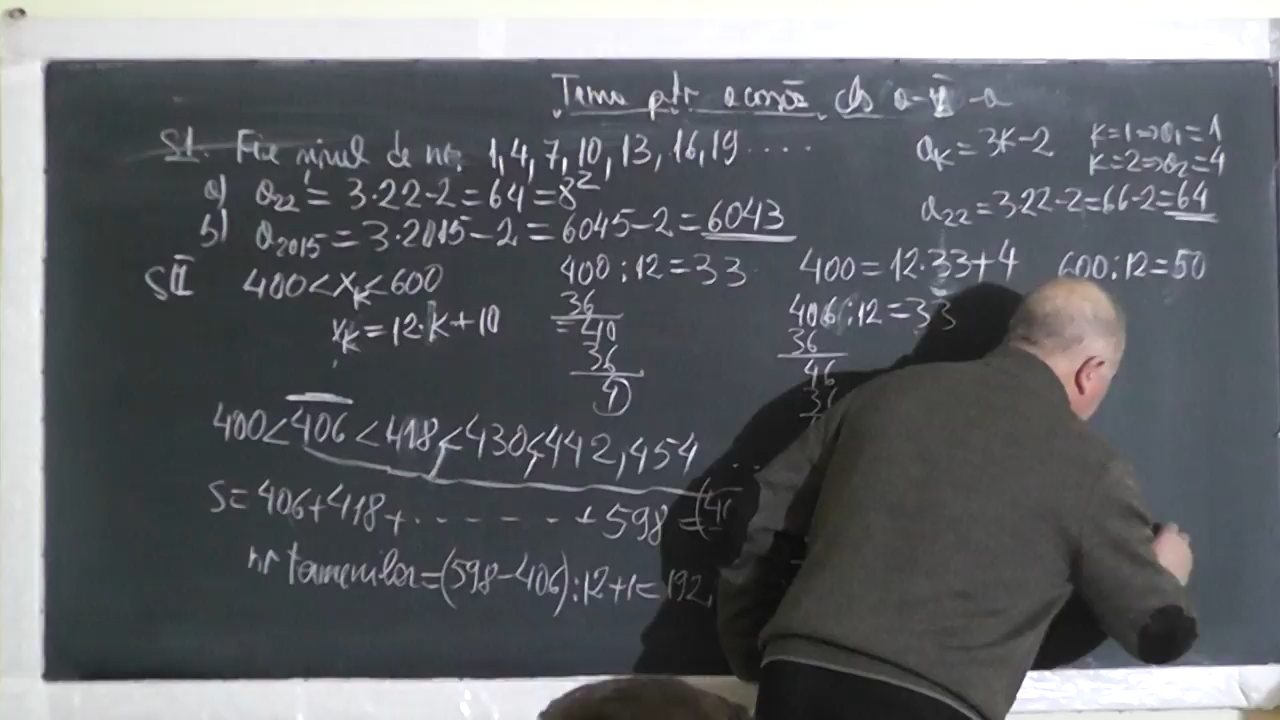 Tema ptr acasă cls a-V-a
S1. Fie șirul de nr. 1,4,7,10,13,16,19....
a) a₂₂ = 3·22-2=64=8²
b) a₂₀₁₅=3·2015-2=6045-2=6043
aₖ=3k-2
k=1=>a₁=1
k=2=>a₂=4
a₂₂=3·22-2=66-2=64
SII 400<xₖ<600
xₖ=12·k+10
400:12=33
36
=40
36
4
400=12·33+4
406:12=33
36
46
36
600:12=50
400<406<418<430<442,454 ...
S=406+418+.......+598=(40
nr termenilor=(598-406):12+1=192